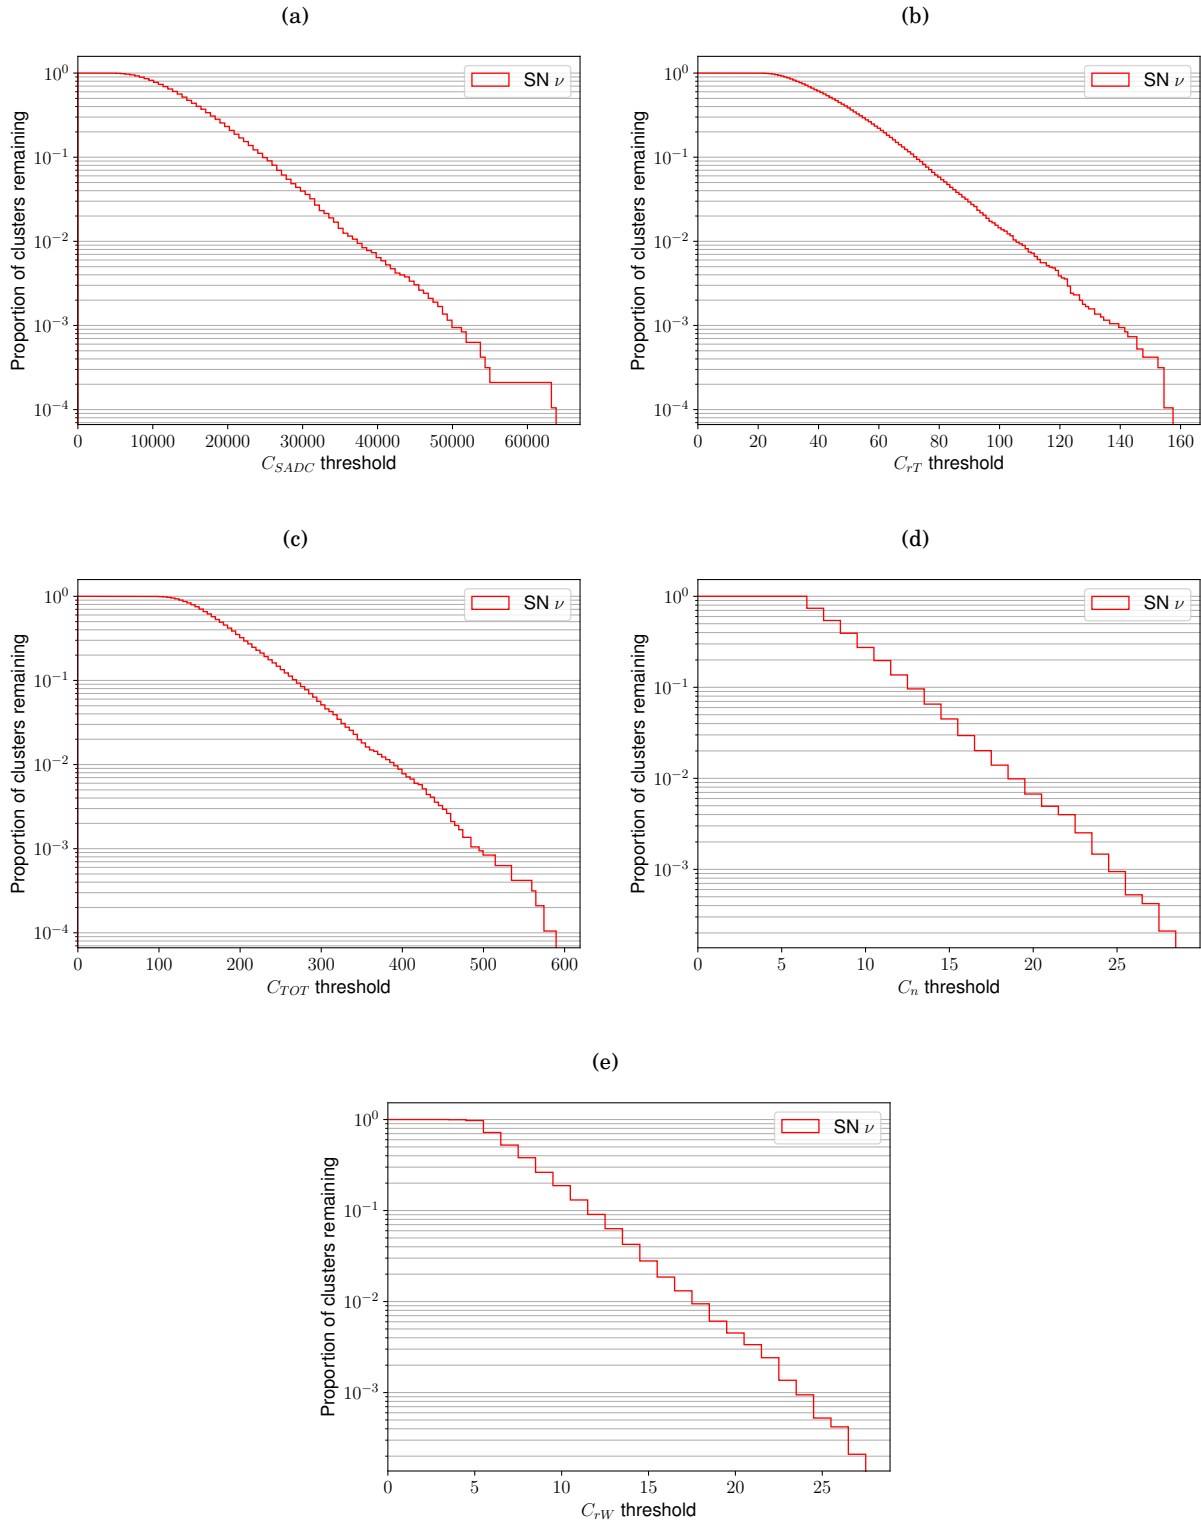 (a)
Proportion of clusters remaining
10^0
10^-1
10^-2
10^-3
10^-4
SN ν
0 10000 20000 30000 40000 50000 60000
C_SADC threshold
(b)
Proportion of clusters remaining
10^0
10^-1
10^-2
10^-3
10^-4
SN ν
0 20 40 60 80 100 120 140 160
C_rT threshold
(c)
Proportion of clusters remaining
10^0
10^-1
10^-2
10^-3
10^-4
SN ν
0 100 200 300 400 500 600
C_TOT threshold
(d)
Proportion of clusters remaining
10^0
10^-1
10^-2
10^-3
SN ν
0 5 10 15 20 25
C_n threshold
(e)
Proportion of clusters remaining
10^0
10^-1
10^-2
10^-3
SN ν
0 5 10 15 20 25
C_rW threshold